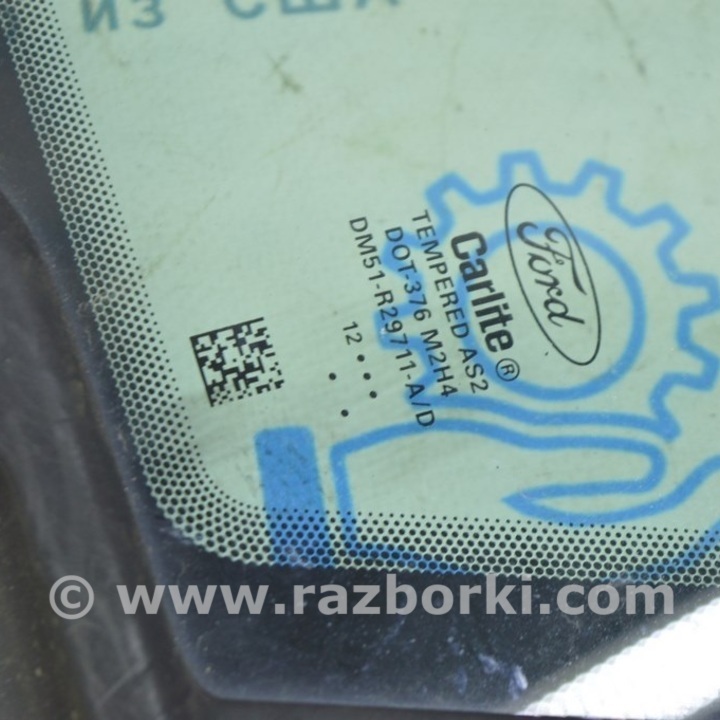 из США
Ford
Carlite®
TEMPERED AS2
DOT-376 M2H4
DM51-R29711-A/D
12
© www.razborki.com